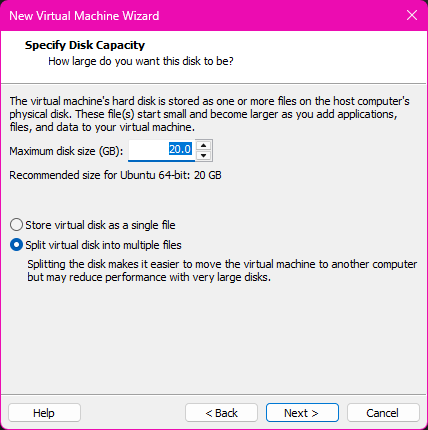 New Virtual Machine Wizard
Specify Disk Capacity
How large do you want this disk to be?
The virtual machine's hard disk is stored as one or more files on the host computer's
physical disk. These file(s) start small and become larger as you add applications,
files, and data to your virtual machine.
Maximum disk size (GB): 20.0
Recommended size for Ubuntu 64-bit: 20 GB
Store virtual disk as a single file
Split virtual disk into multiple files
Splitting the disk makes it easier to move the virtual machine to another computer
but may reduce performance with very large disks.
Help < Back Next > Cancel